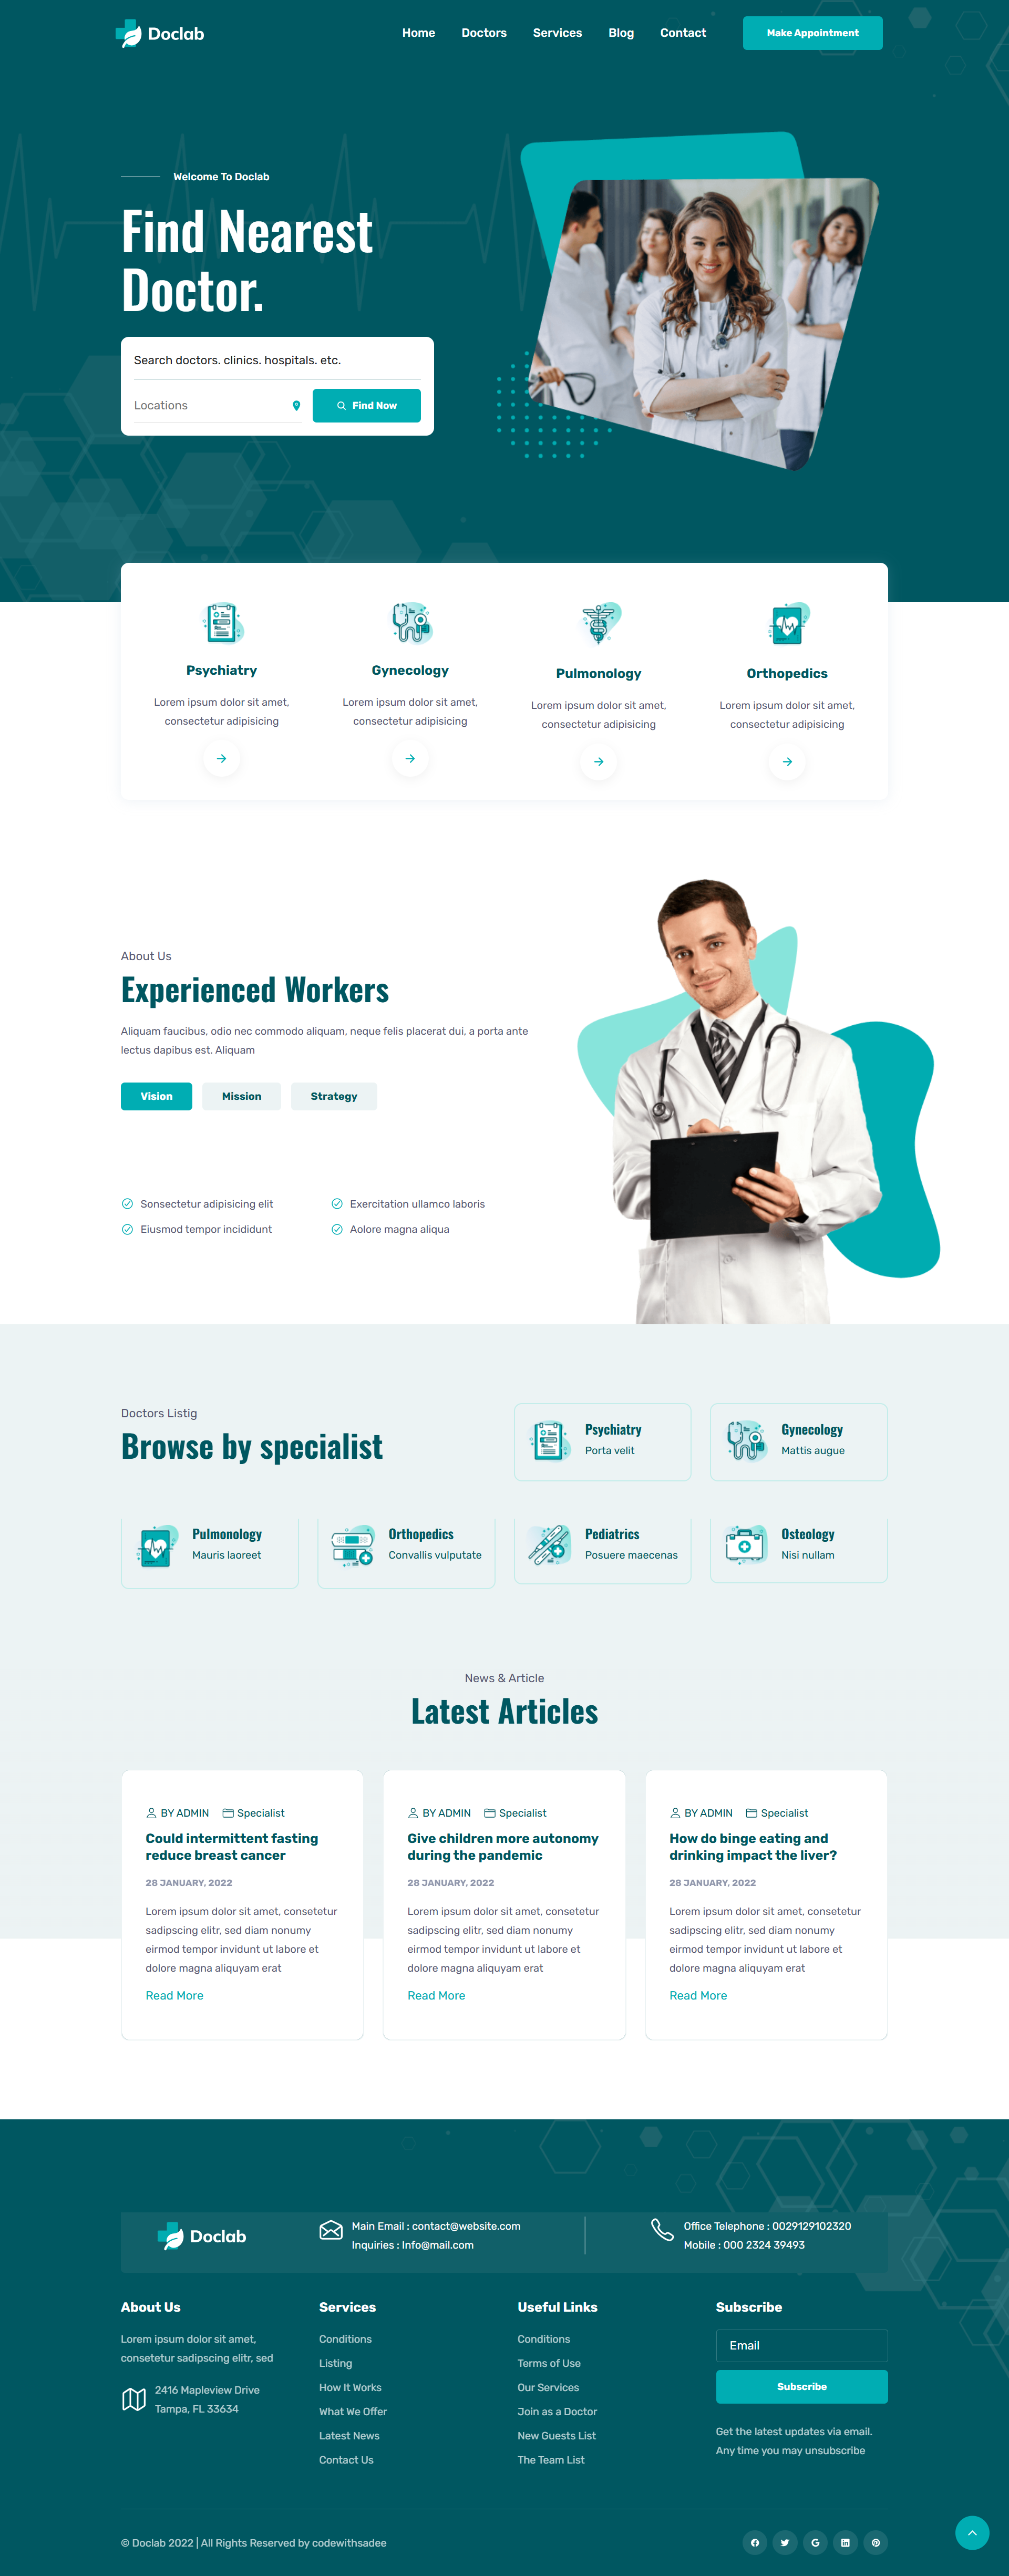 Doclab
Home
Doctors
Services
Blog
Contact
Make Appointment
Welcome To Doclab
Find Nearest
Doctor.
Search doctors. clinics. hospitals. etc.
Locations
Find Now
Psychiatry
Lorem ipsum dolor sit amet,
consectetur adipisicing
Gynecology
Lorem ipsum dolor sit amet,
consectetur adipisicing
Pulmonology
Lorem ipsum dolor sit amet,
consectetur adipisicing
Orthopedics
Lorem ipsum dolor sit amet,
consectetur adipisicing
About Us
Experienced Workers
Aliquam faucibus, odio nec commodo aliquam, neque felis placerat dui, a porta ante
lectus dapibus est. Aliquam
Vision
Mission
Strategy
Sonsectetur adipisicing elit
Exercitation ullamco laboris
Eiusmod tempor incididunt
Aolore magna aliqua
Doctors Listig
Browse by specialist
Psychiatry
Porta velit
Gynecology
Mattis augue
Pulmonology
Mauris laoreet
Orthopedics
Convallis vulputate
Pediatrics
Posuere maecenas
Osteology
Nisi nullam
News & Article
Latest Articles
BY ADMIN
Specialist
Could intermittent fasting
reduce breast cancer
28 JANUARY, 2022
Lorem ipsum dolor sit amet, consetetur
sadipscing elitr, sed diam nonumy
eirmod tempor invidunt ut labore et
dolore magna aliquyam erat
Read More
BY ADMIN
Specialist
Give children more autonomy
during the pandemic
28 JANUARY, 2022
Lorem ipsum dolor sit amet, consetetur
sadipscing elitr, sed diam nonumy
eirmod tempor invidunt ut labore et
dolore magna aliquyam erat
Read More
BY ADMIN
Specialist
How do binge eating and
drinking impact the liver?
28 JANUARY, 2022
Lorem ipsum dolor sit amet, consetetur
sadipscing elitr, sed diam nonumy
eirmod tempor invidunt ut labore et
dolore magna aliquyam erat
Read More
Doclab
Main Email : contact@website.com
Inquiries : Info@mail.com
Office Telephone : 0029129102320
Mobile : 000 2324 39493
About Us
Lorem ipsum dolor sit amet,
consetetur sadipscing elitr, sed
2416 Mapleview Drive
Tampa, FL 33634
Services
Conditions
Listing
How It Works
What We Offer
Latest News
Contact Us
Useful Links
Conditions
Terms of Use
Our Services
Join as a Doctor
New Guests List
The Team List
Subscribe
Email
Subscribe
Get the latest updates via email.
Any time you may unsubscribe
© Doclab 2022 | All Rights Reserved by codewithsadee